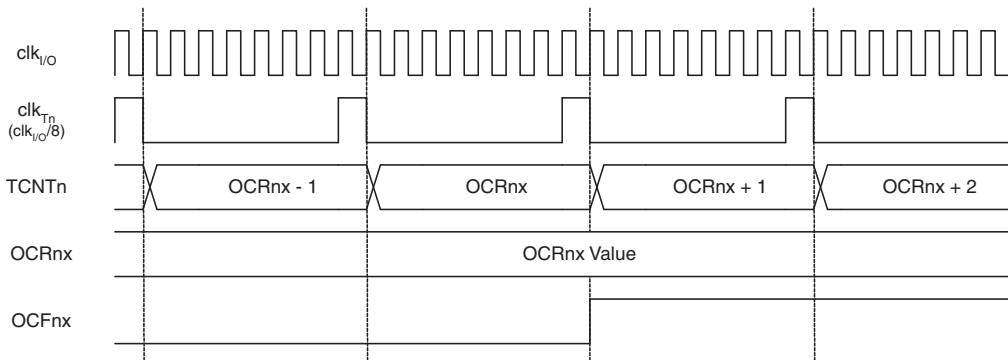 clkI/O
clkTn
(clkI/O/8)
TCNTn OCRnx - 1 OCRnx OCRnx + 1 OCRnx + 2
OCRnx OCRnx Value
OCFnx